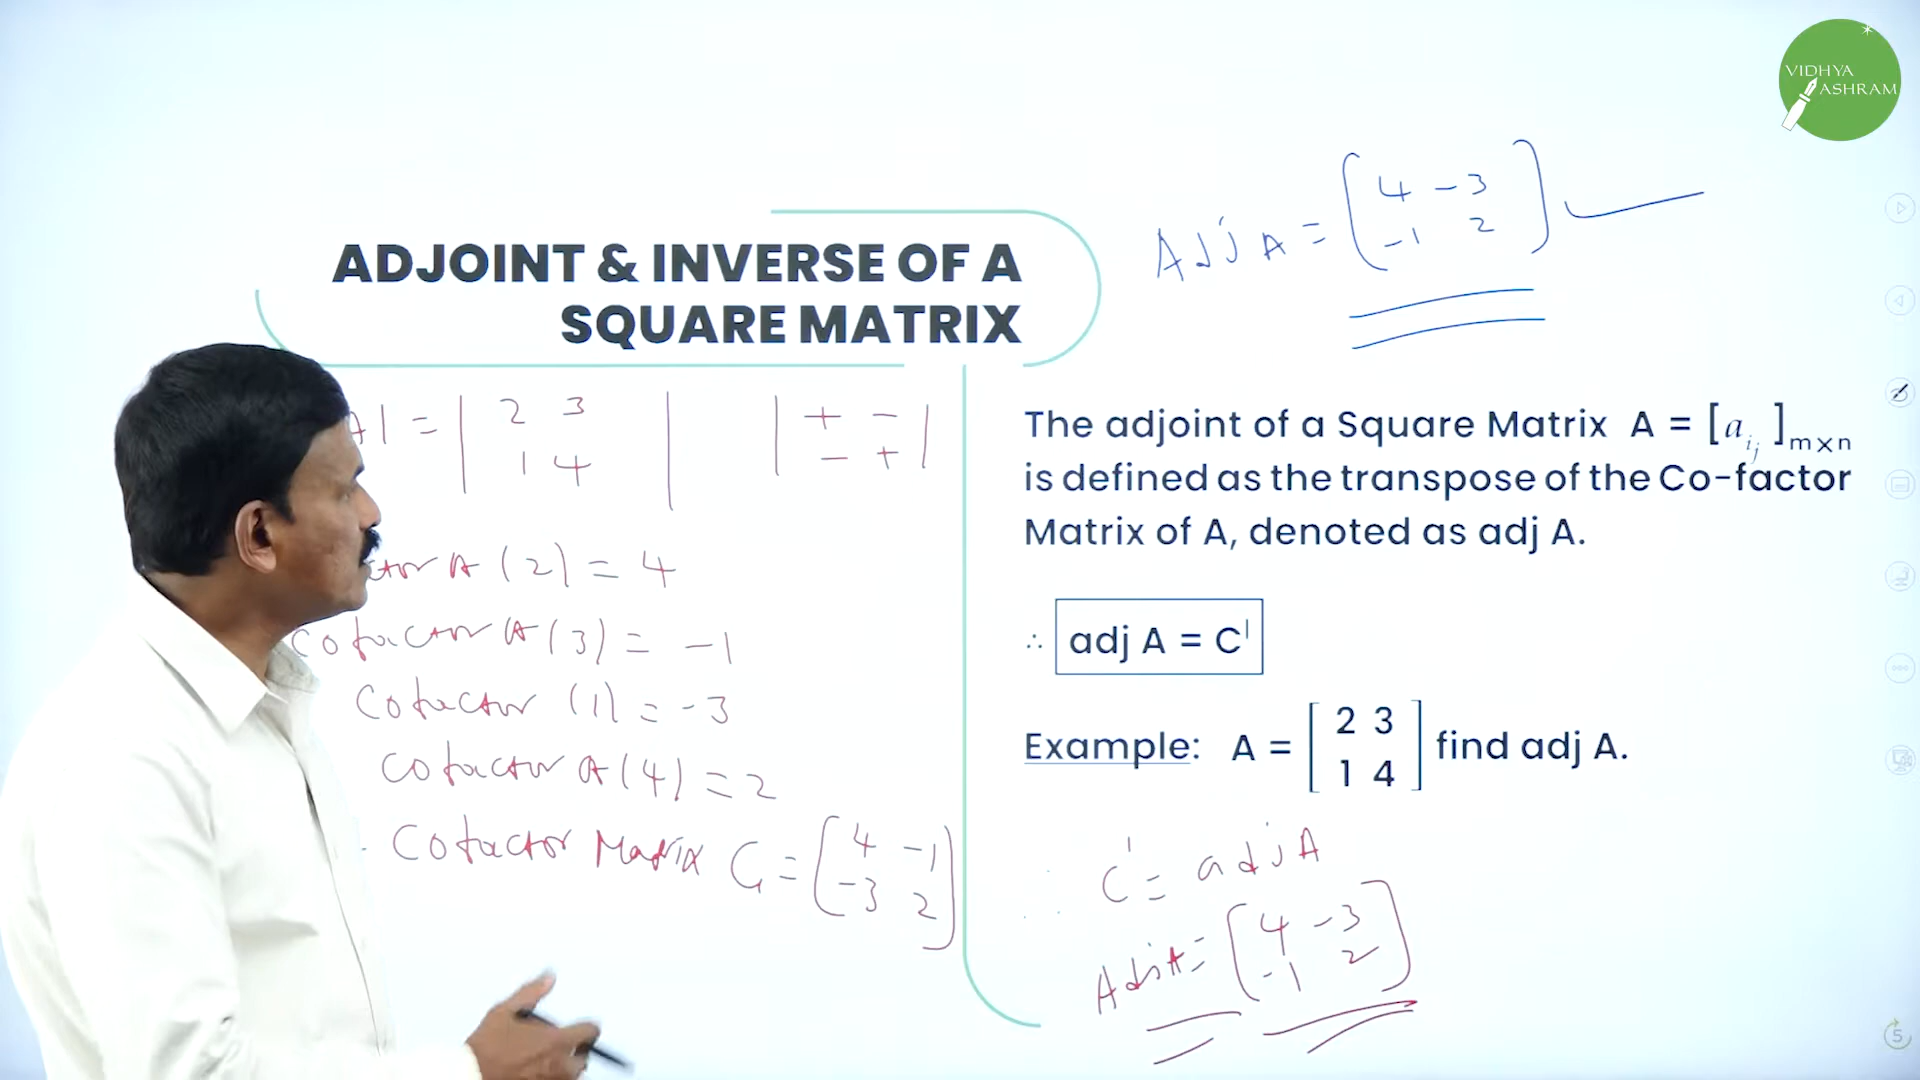 VIDHYA
ASHRAM
Adj A = [4 -3
-1 2]
ADJOINT & INVERSE OF A
SQUARE MATRIX
A| = | 2 3
1 4 |
| + -
- + |
ctor A (2) = 4
Cofactor A (3) = -1
Cofactor (1) = -3
Cofactor A (4) = 2
Cofactor Matrix C = [4 -1
-3 2]
The adjoint of a Square Matrix A = [a_ij]m×n
is defined as the transpose of the Co-factor
Matrix of A, denoted as adj A.
∴ adj A = C'
Example: A = [2 3
1 4] find adj A.
∴ C' = adj A
Adj A = [4 -3
-1 2]
5